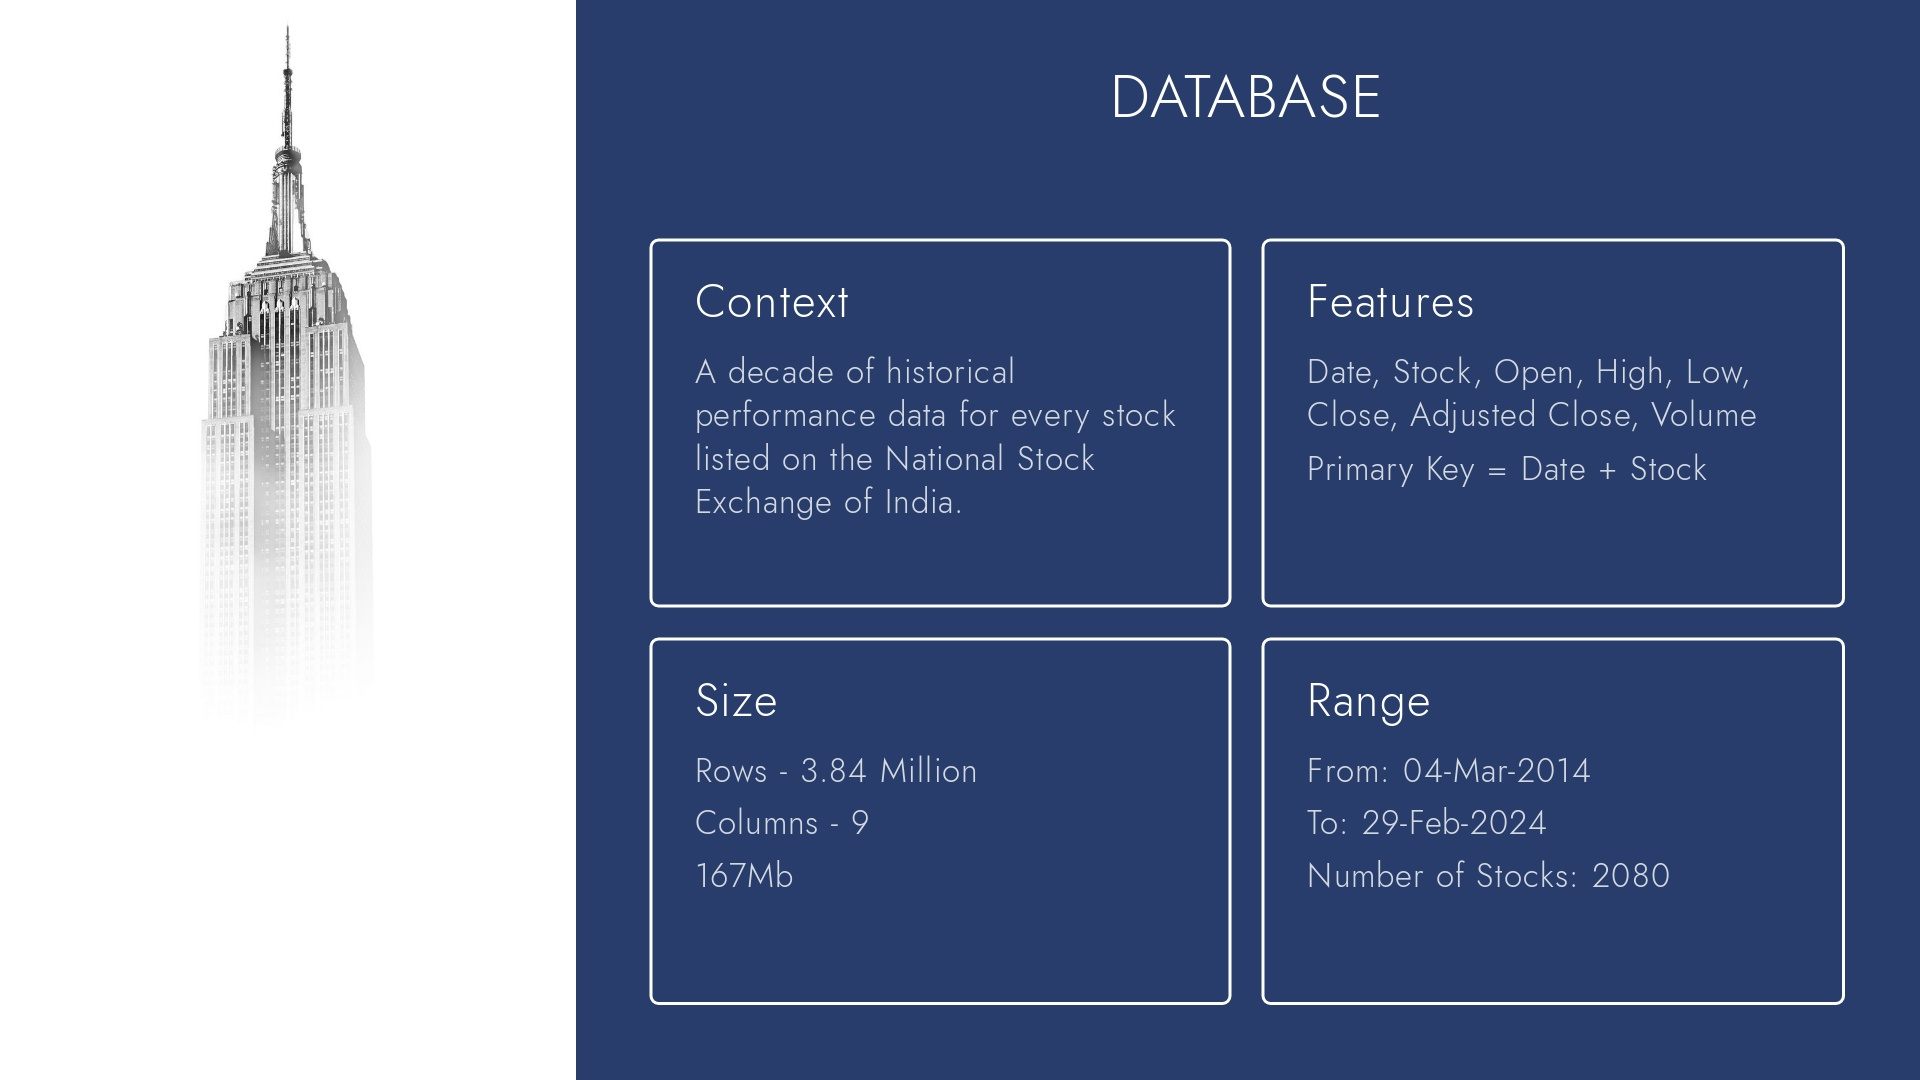 DATABASE
Context
A decade of historical
performance data for every stock
listed on the National Stock
Exchange of India.
Features
Date, Stock, Open, High, Low,
Close, Adjusted Close, Volume
Primary Key = Date + Stock
Size
Rows - 3.84 Million
Columns - 9
167Mb
Range
From: 04-Mar-2014
To: 29-Feb-2024
Number of Stocks: 2080